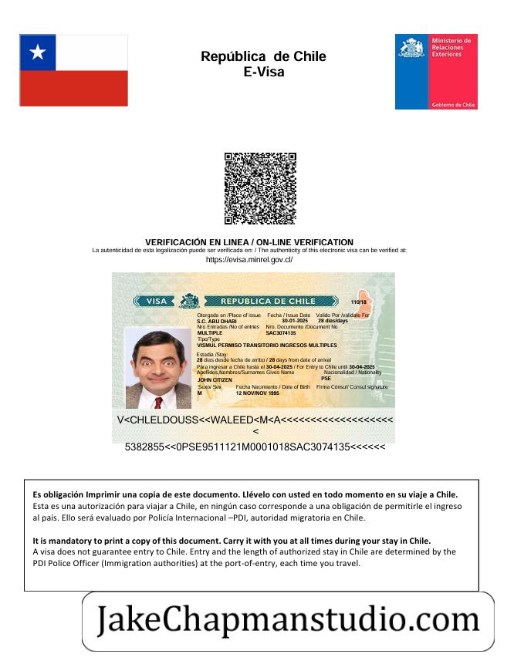 República de Chile
E-Visa
Ministerio de
Relaciones
Exteriores
Gobierno de Chile
VERIFICACIÓN EN LINEA / ON-LINE VERIFICATION
La autenticidad de esta legalización puede ser verificada en: / The authenticity of this electronic visa can be verified at:
https://evisa.minrel.gov.cl/
VISA REPUBLICA DE CHILE 110/18
Otorgada en /Place of issue Fecha / Issue Date Valido Por /validate For
S.C. ABU DHABI 30-01-2025 28 dias/days
Nro. Entradas /No of entries Nro. Documento /Document No
MULTIPLE SAC3074135
Tipo/Type
VISMUL PERMISO TRANSITORIO INGRESOS MULTIPLES
Estadia /Stay:
28 dias desde fecha de arribo / 28 days from date of arrival
Para ingresar a Chile hasta el 30-04-2025 / For Entry to Chile until 30-04-2025
Apellidos,Nombres/Surnames Given Name Nacionalidad / Nationality
JOHN CITIZEN PSE
Sexo/ Sex Fecha Nacimiento / Date of Birth Firma Cónsul/ Consul signature
M 12 NOV/NOV 1995
V<CHLELDOUSS<<WALEED<M<A<<<<<<<<<<<<<<<<<<
<
5382855<<0PSE9511121M0001018SAC3074135<<<<<<
Es obligación Imprimir una copia de este documento. Llévelo con usted en todo momento en su viaje a Chile.
Esta es una autorización para viajar a Chile, en ningún caso corresponde a una obligación de permitirle el ingreso
al país. Ello será evaluado por Policía Internacional –PDI, autoridad migratoria en Chile.
It is mandatory to print a copy of this document. Carry it with you at all times during your stay in Chile.
A visa does not guarantee entry to Chile. Entry and the length of authorized stay in Chile are determined by the
PDI Police Officer (Immigration authorities) at the port-of-entry, each time you travel.
JakeChapmanstudio.com